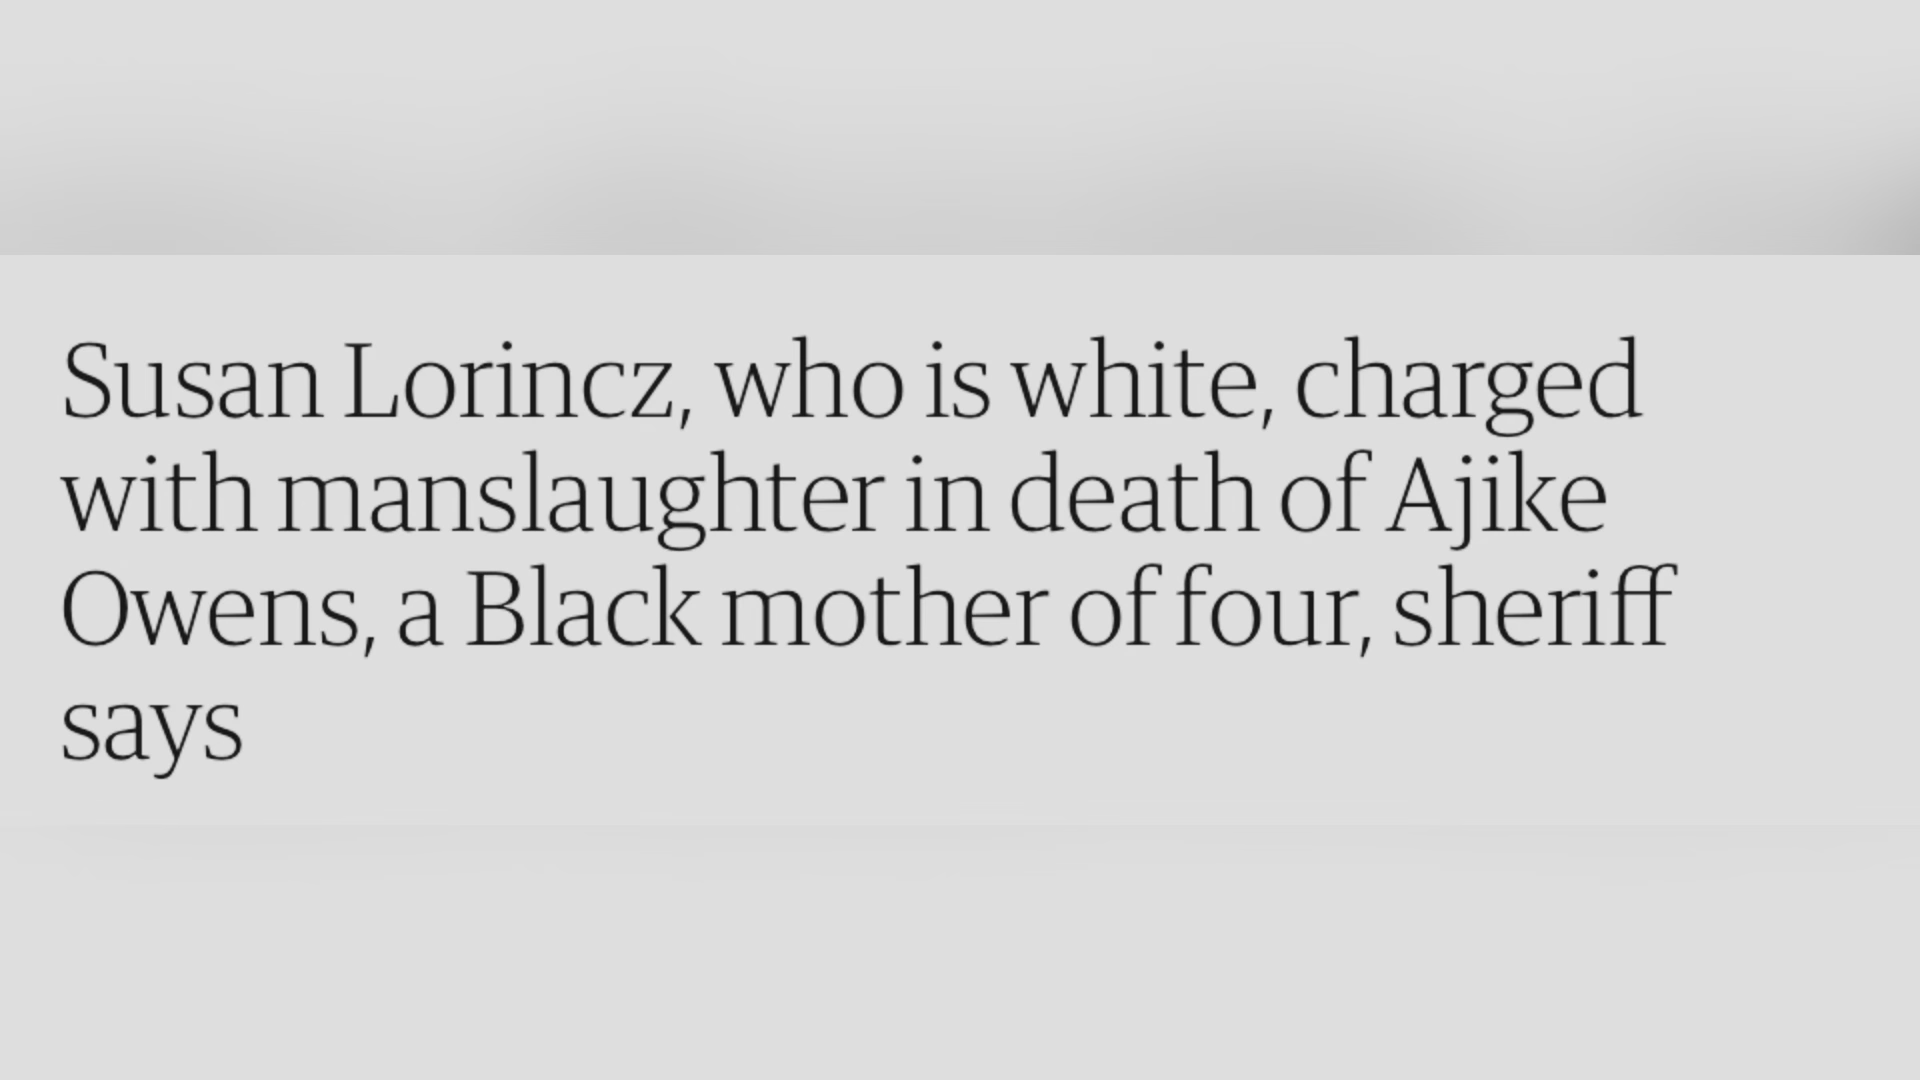 Susan Lorincz, who is white, charged
with manslaughter in death of Ajike
Owens, a Black mother of four, sheriff
says